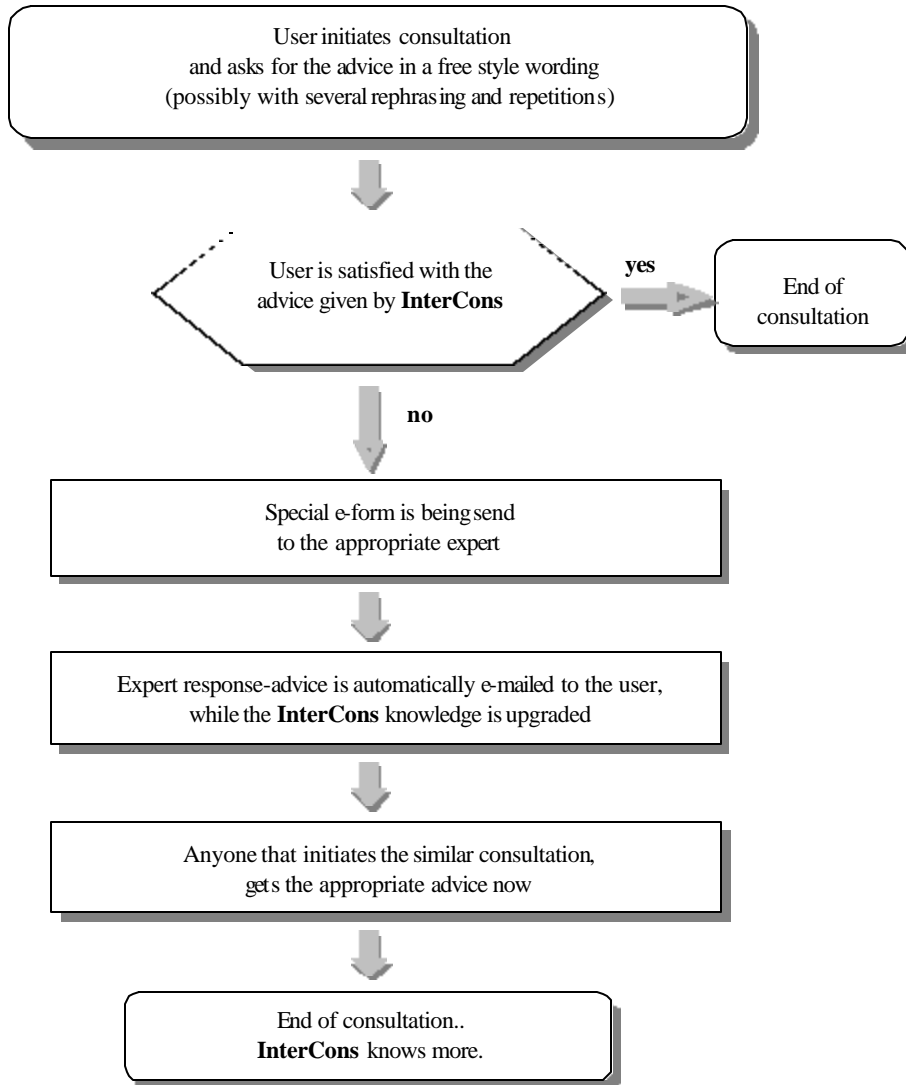 User initiates consultation
and asks for the advice in a free style wording
(possibly with several rephrasing and repetitions)
User is satisfied with the
advice given by InterCons
yes
End of
consultation
no
Special e-form is being send
to the appropriate expert
Expert response-advice is automatically e-mailed to the user,
while the InterCons knowledge is upgraded
Anyone that initiates the similar consultation,
gets the appropriate advice now
End of consultation..
InterCons knows more.